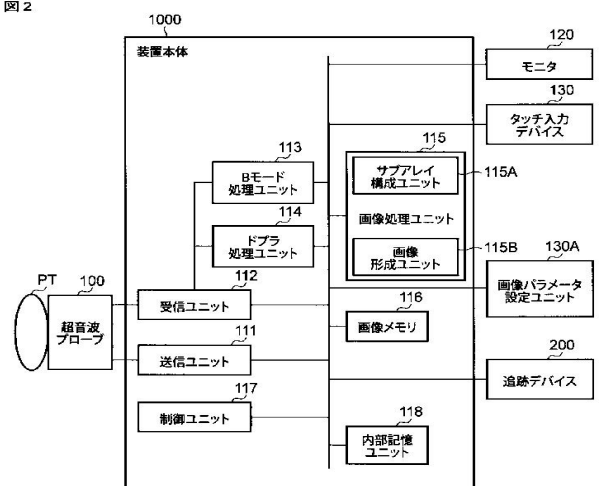 図2
1000
装置本体
120
モニタ
130
タッチ入力
デバイス
113
Bモード
処理ユニット
115
サブアレイ
構成ユニット
115A
画像処理ユニット
114
ドプラ
処理ユニット
画像
形成ユニット
115B
130A
画像パラメータ
設定ユニット
PT
100
超音波
プローブ
112
受信ユニット
116
画像メモリ
111
送信ユニット
200
追跡デバイス
117
制御ユニット
118
内部記憶
ユニット